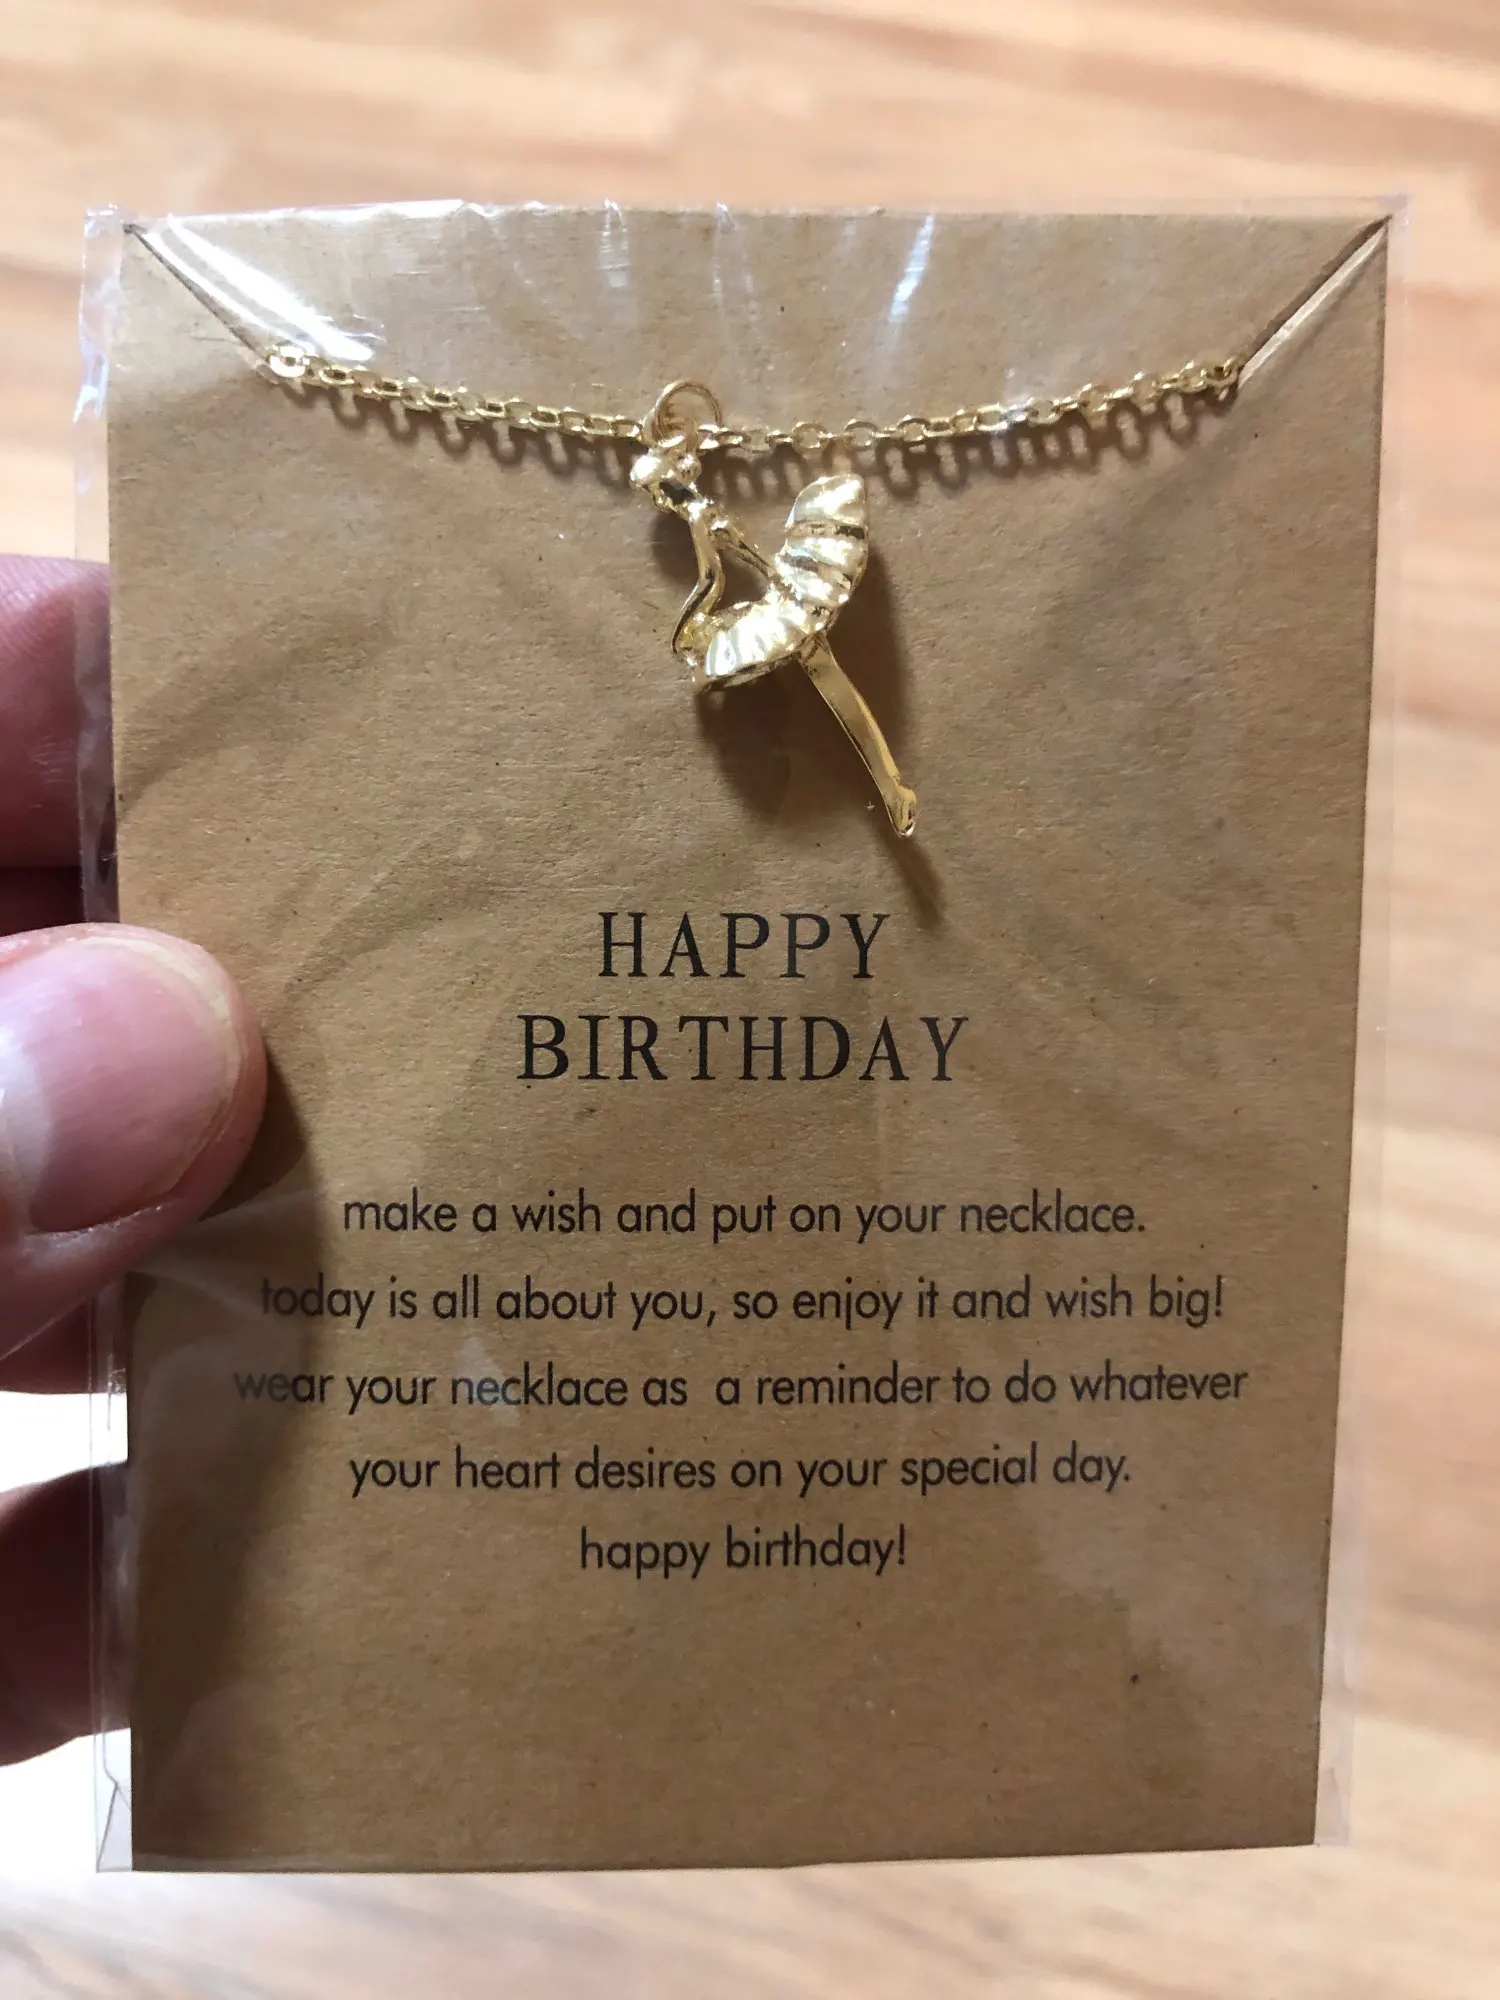 HAPPY
BIRTHDAY
make a wish and put on your necklace.
today is all about you, so enjoy it and wish big!
wear your necklace as a reminder to do whatever
your heart desires on your special day.
happy birthday!